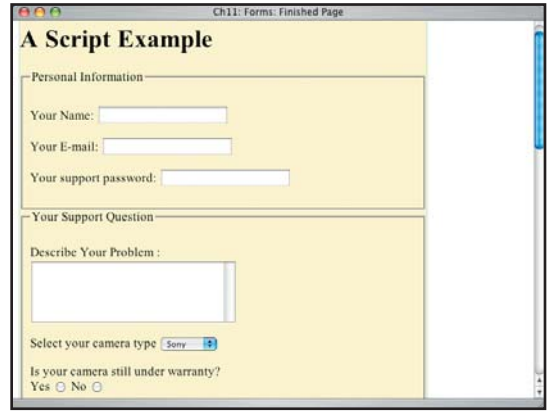 Ch11: Forms: Finished Page
A Script Example
Personal Information
Your Name:
Your E-mail:
Your support password:
Your Support Question
Describe Your Problem :
Select your camera type Sony
Is your camera still under warranty?
Yes No